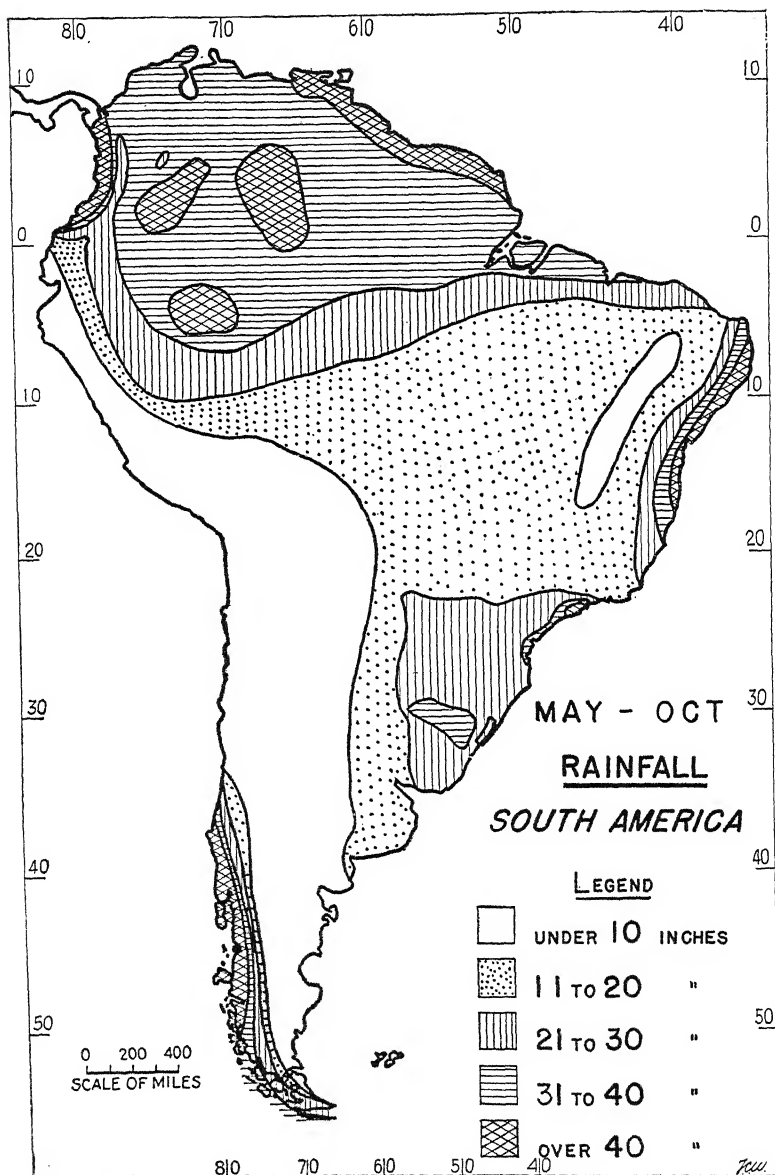 80 70 60 50 40
10 10
0 0
10 10
20 20
30 30
MAY - OCT
RAINFALL
SOUTH AMERICA
40 40
LEGEND
UNDER 10 INCHES
11 TO 20 "
21 TO 30 "
50 50
0 200 400
SCALE OF MILES
31 TO 40 "
OVER 40 "
80 70 60 50 40